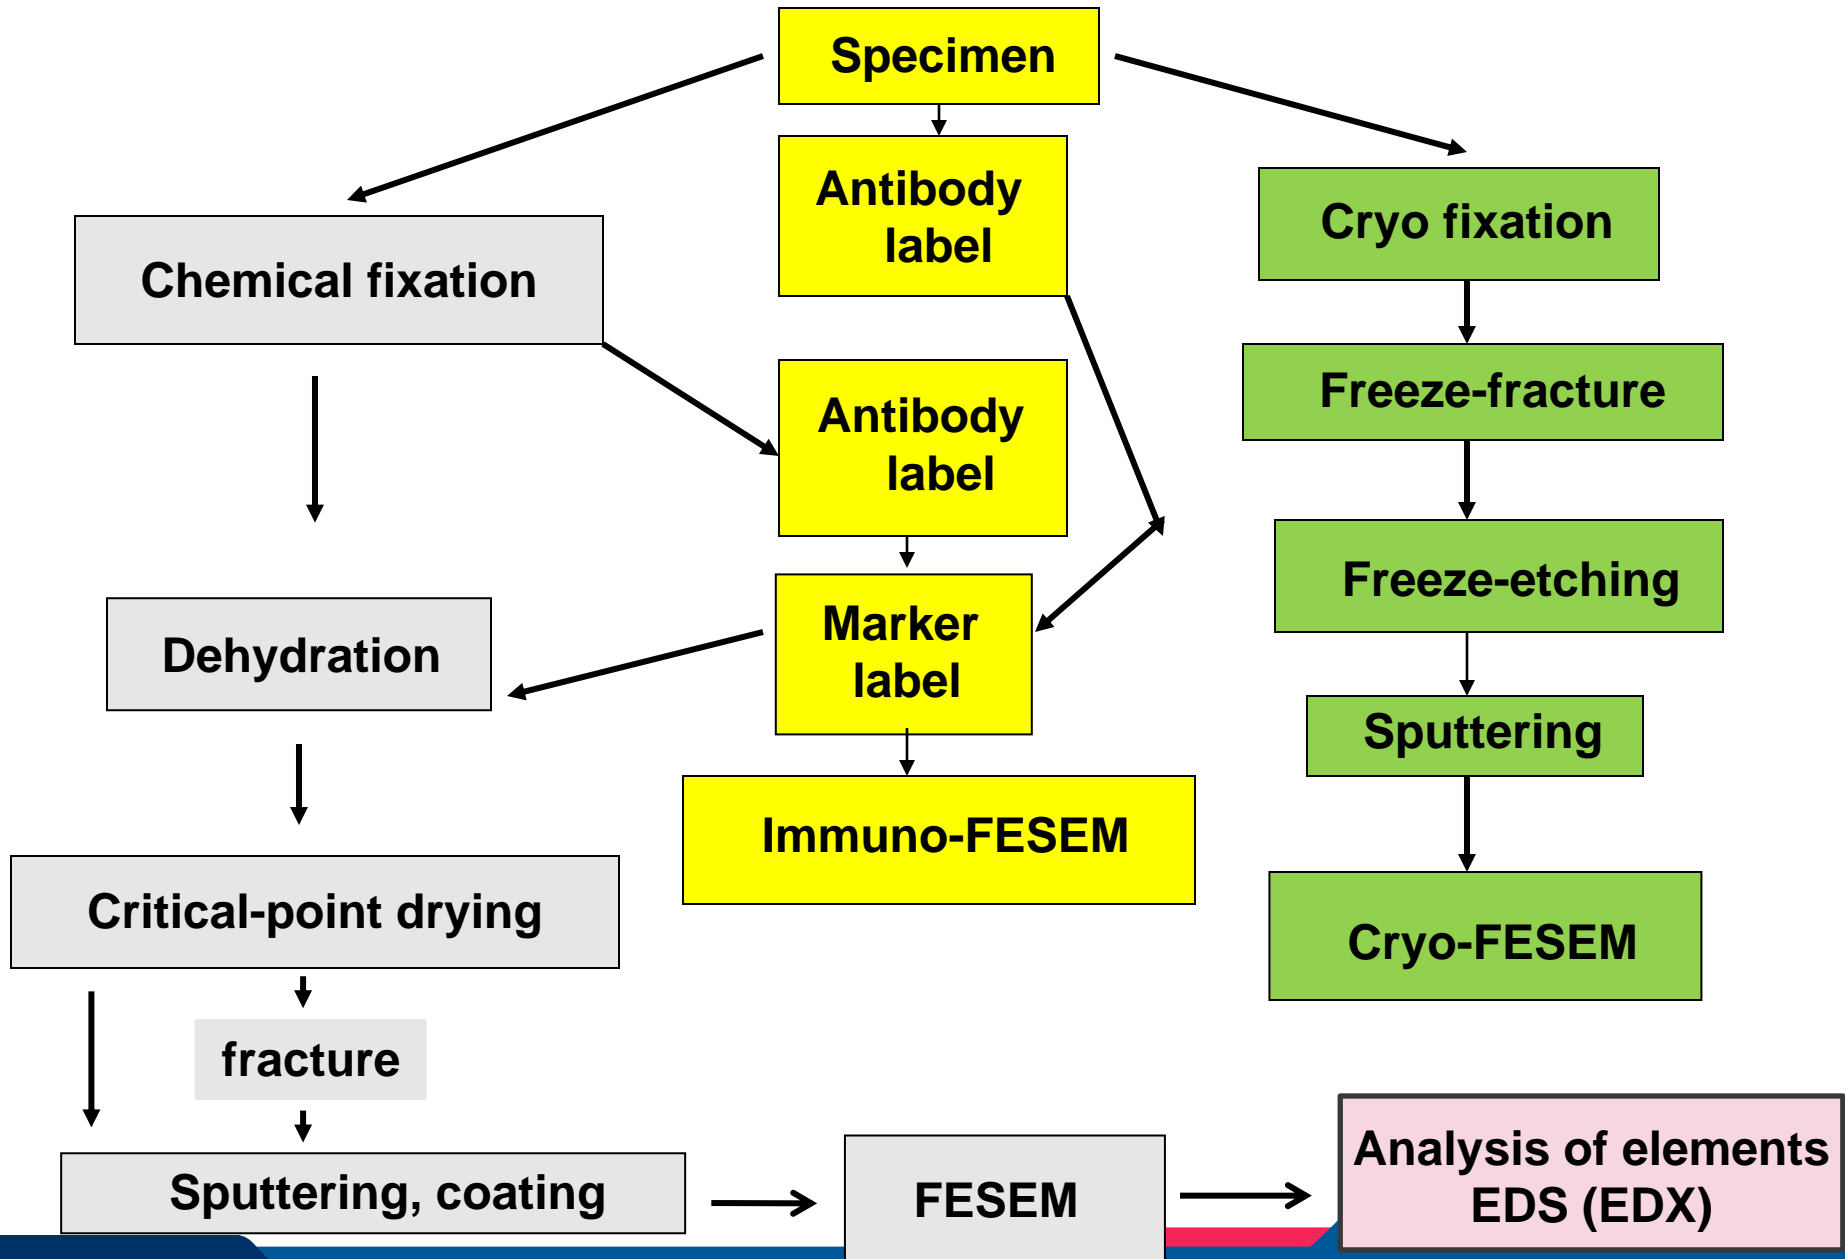 Specimen
Antibody
label
Cryo fixation
Chemical fixation
Freeze-fracture
Antibody
label
Freeze-etching
Marker
label
Dehydration
Sputtering
Immuno-FESEM
Critical-point drying
Cryo-FESEM
fracture
Sputtering, coating
FESEM
Analysis of elements
EDS (EDX)